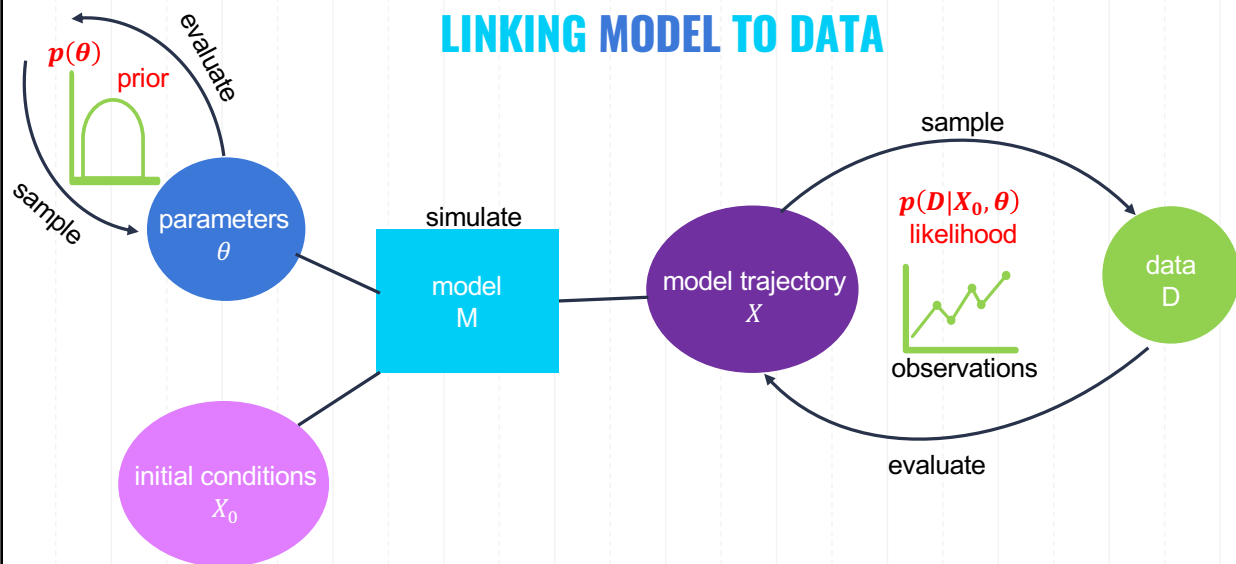 LINKING MODEL TO DATA
evaluate
p(θ)
prior
sample
parameters
θ
simulate
model
M
initial conditions
X₀
model trajectory
X
sample
p(D|X₀, θ)
likelihood
observations
evaluate
data
D